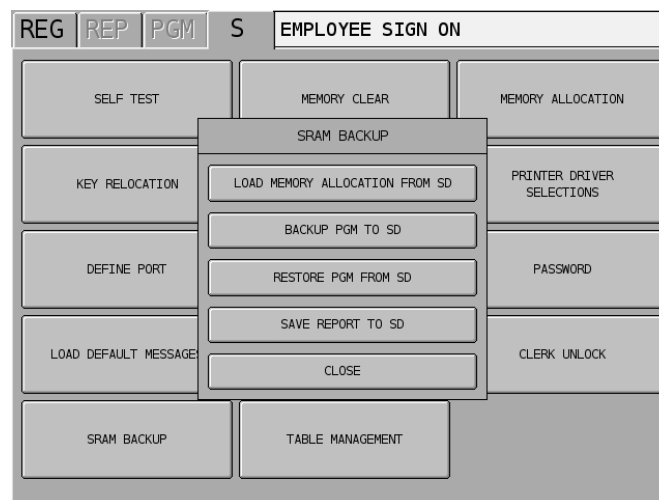 REG REP PGM S EMPLOYEE SIGN ON
SELF TEST MEMORY CLEAR MEMORY ALLOCATION
SRAM BACKUP
KEY RELOCATION LOAD MEMORY ALLOCATION FROM SD PRINTER DRIVER
SELECTIONS
BACKUP PGM TO SD
DEFINE PORT RESTORE PGM FROM SD PASSWORD
SAVE REPORT TO SD
LOAD DEFAULT MESSAGES CLOSE CLERK UNLOCK
SRAM BACKUP TABLE MANAGEMENT